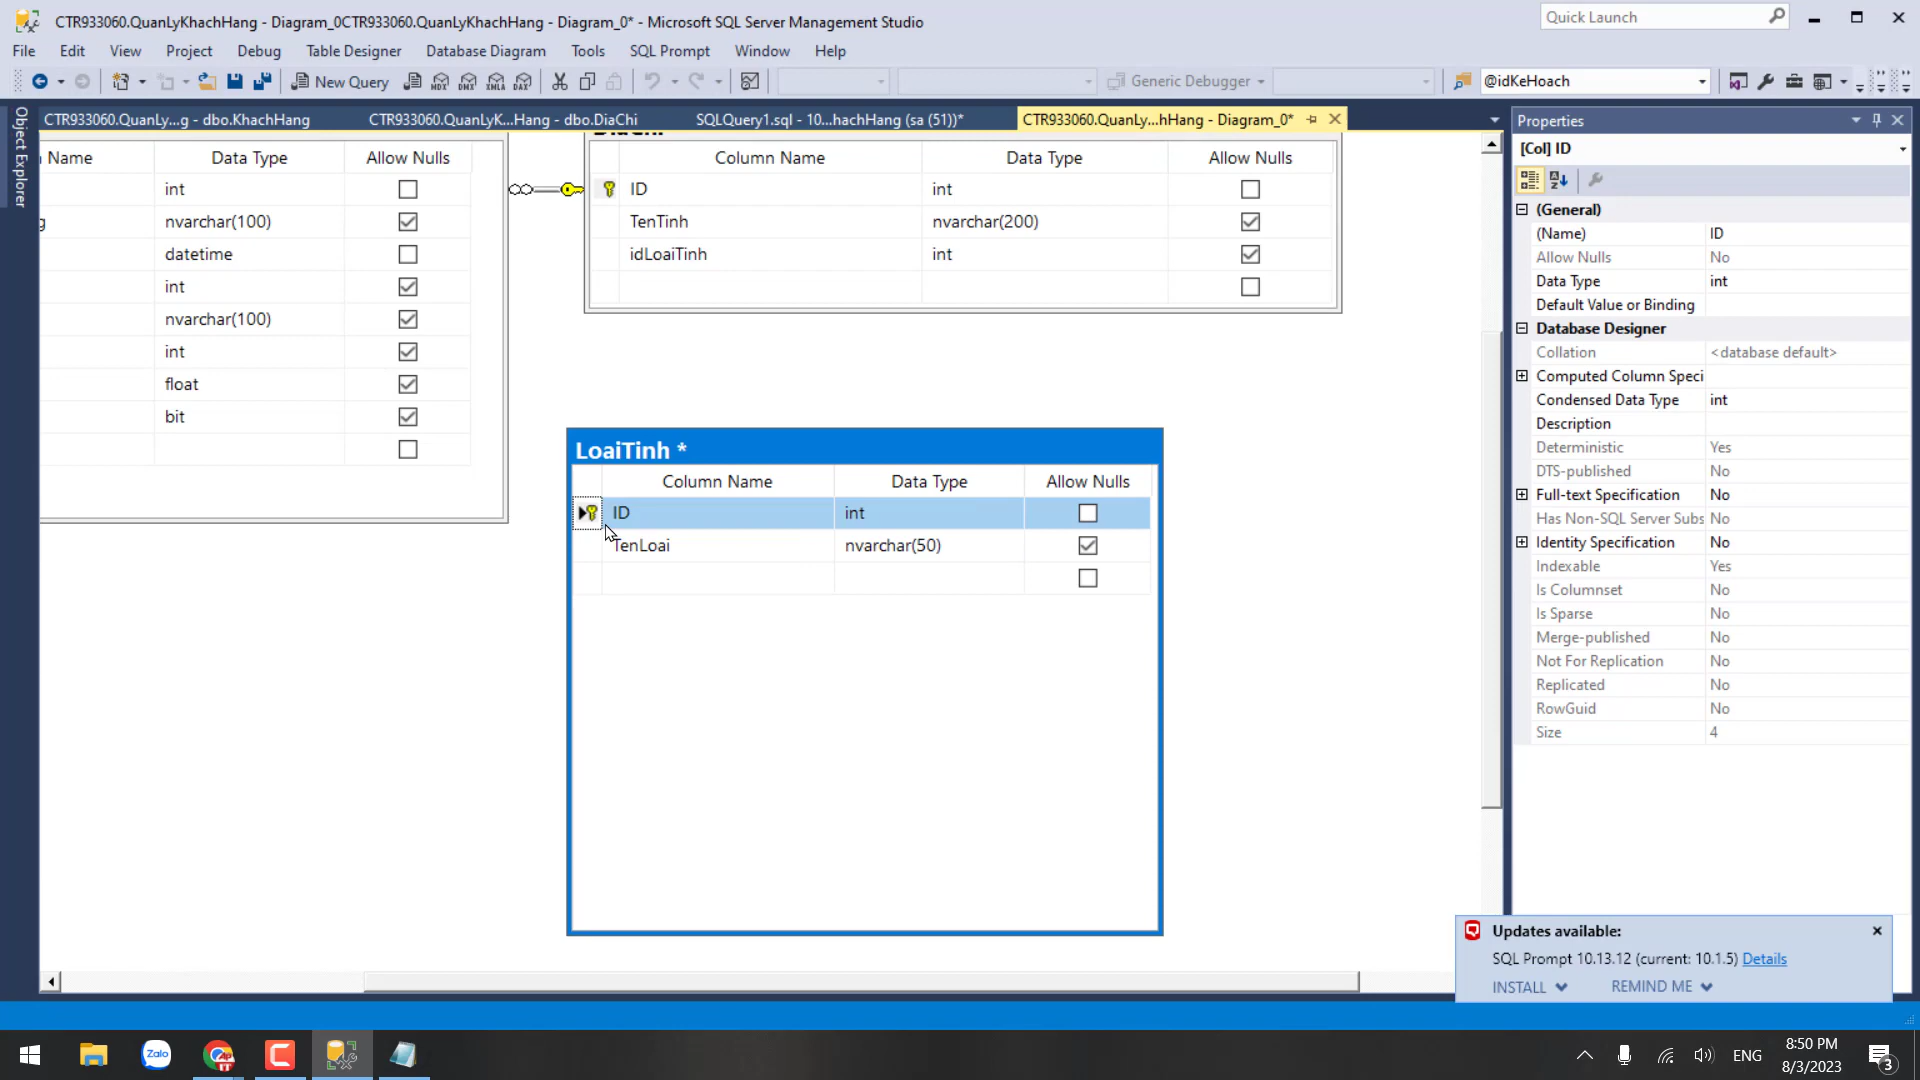 CTR933060.QuanLyKhachHang - Diagram_0CTR933060.QuanLyKhachHang - Diagram_0* - Microsoft SQL Server Management Studio
Quick Launch
File Edit View Project Debug Table Designer Database Diagram Tools SQL Prompt Window Help
New Query
MDX DMX XMLA DAX
Generic Debugger
@idKeHoach
Object Explorer
CTR933060.QuanLy...g - dbo.KhachHang
CTR933060.QuanLyK...Hang - dbo.DiaChi
SQLQuery1.sql - 10...hachHang (sa (51))*
CTR933060.QuanLy...hHang - Diagram_0*
Name Data Type Allow Nulls
int
g nvarchar(100)
datetime
int
nvarchar(100)
int
float
bit
DiaChi
Column Name Data Type Allow Nulls
ID int
TenTinh nvarchar(200)
idLoaiTinh int
LoaiTinh *
Column Name Data Type Allow Nulls
ID int
TenLoai nvarchar(50)
Properties
[Col] ID
(General)
(Name) ID
Allow Nulls No
Data Type int
Default Value or Binding
Database Designer
Collation <database default>
Computed Column Speci
Condensed Data Type int
Description
Deterministic Yes
DTS-published No
Full-text Specification No
Has Non-SQL Server Subs No
Identity Specification No
Indexable Yes
Is Columnset No
Is Sparse No
Merge-published No
Not For Replication No
Replicated No
RowGuid No
Size 4
Updates available:
SQL Prompt 10.13.12 (current: 10.1.5) Details
INSTALL REMIND ME
Zalo
ENG
8:50 PM
8/3/2023
3